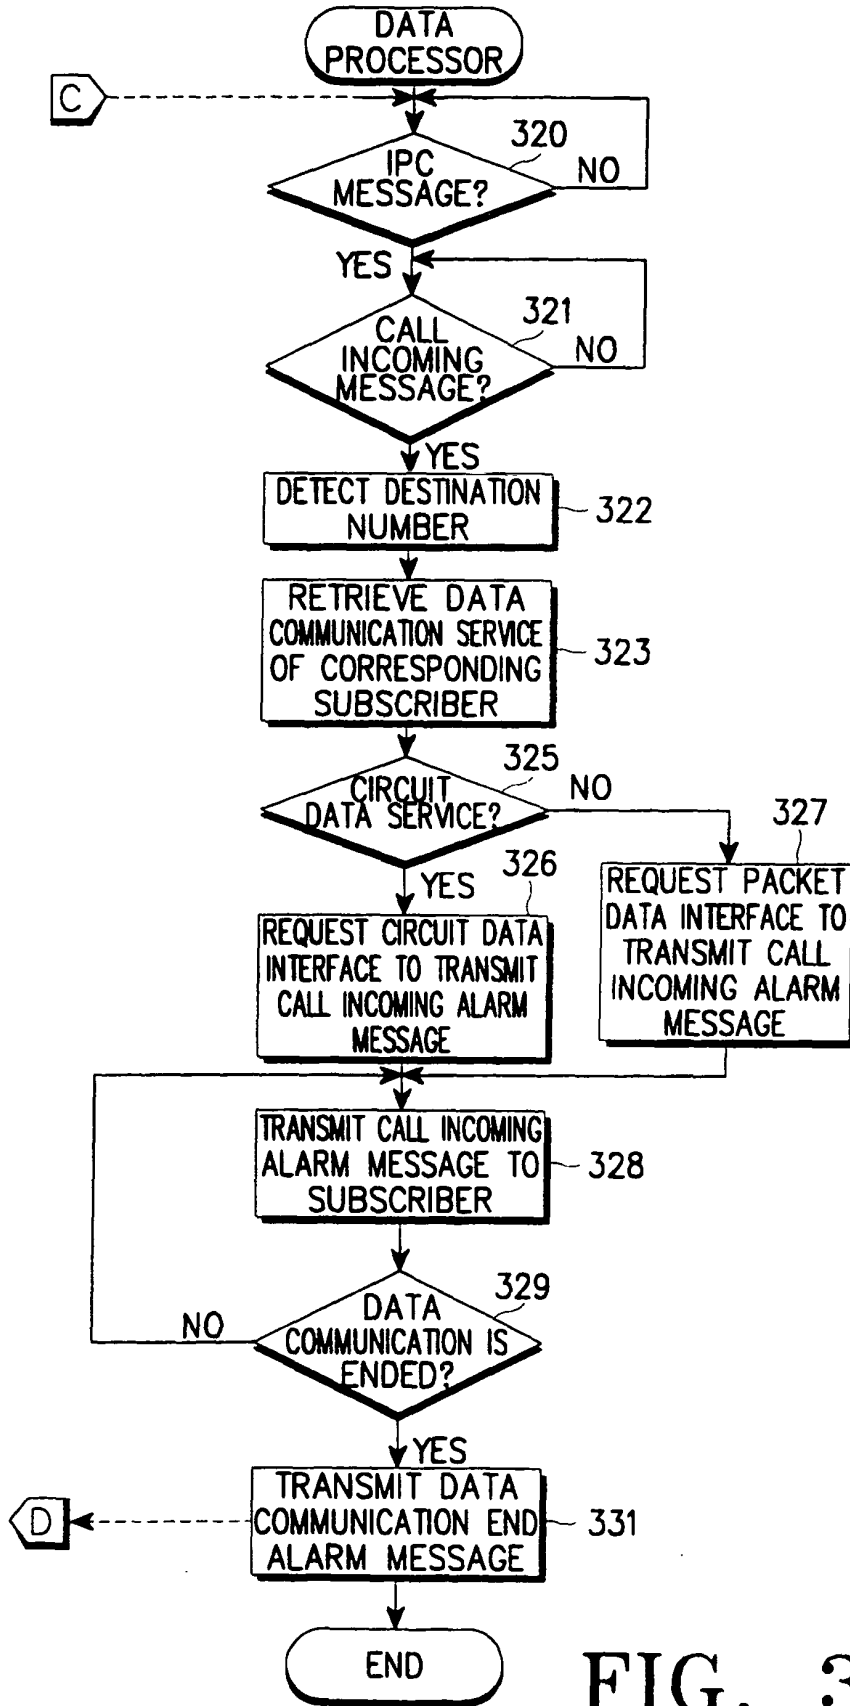 DATA
PROCESSOR
C
320
IPC
MESSAGE?
NO
YES
321
CALL
INCOMING
MESSAGE?
NO
YES
DETECT DESTINATION
NUMBER
322
RETRIEVE DATA
COMMUNICATION SERVICE
OF CORRESPONDING
SUBSCRIBER
323
325
CIRCUIT
DATA SERVICE?
NO
YES
326
327
REQUEST CIRCUIT DATA
INTERFACE TO TRANSMIT
CALL INCOMING ALARM
MESSAGE
REQUEST PACKET
DATA INTERFACE TO
TRANSMIT CALL
INCOMING ALARM
MESSAGE
TRANSMIT CALL INCOMING
ALARM MESSAGE TO
SUBSCRIBER
328
329
DATA
COMMUNICATION IS
ENDED?
NO
YES
TRANSMIT DATA
COMMUNICATION END
ALARM MESSAGE
331
D
END
FIG. 3